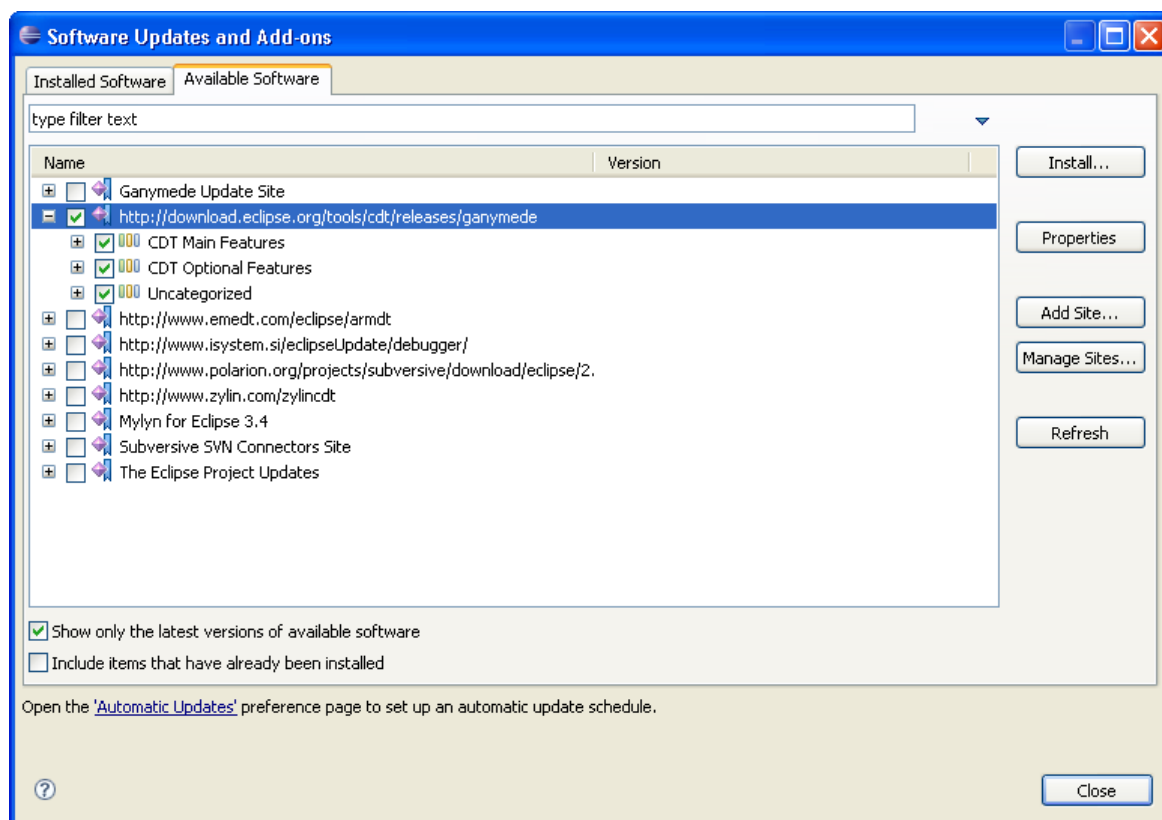 Software Updates and Add-ons
Installed Software Available Software
type filter text
Name Version
Install...
Ganymede Update Site
http://download.eclipse.org/tools/cdt/releases/ganymede
CDT Main Features
Properties
CDT Optional Features
Uncategorized
http://www.emedt.com/eclipse/armdt
Add Site...
http://www.isystem.si/eclipseUpdate/debugger/
Manage Sites...
http://www.polarion.org/projects/subversive/download/eclipse/2.
http://www.zylin.com/zylincdt
Mylyn for Eclipse 3.4
Refresh
Subversive SVN Connectors Site
The Eclipse Project Updates
Show only the latest versions of available software
Include items that have already been installed
Open the 'Automatic Updates' preference page to set up an automatic update schedule.
?
Close